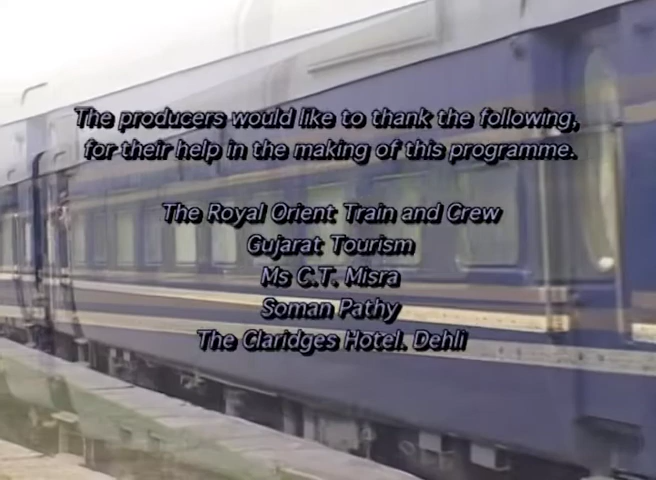 The producers would like to thank the following,
for their help in the making of this programme.
The Royal Orient Train and Crew
Gujarat Tourism
Ms C.T. Misra
Soman Pathy
The Claridges Hotel. Dehli